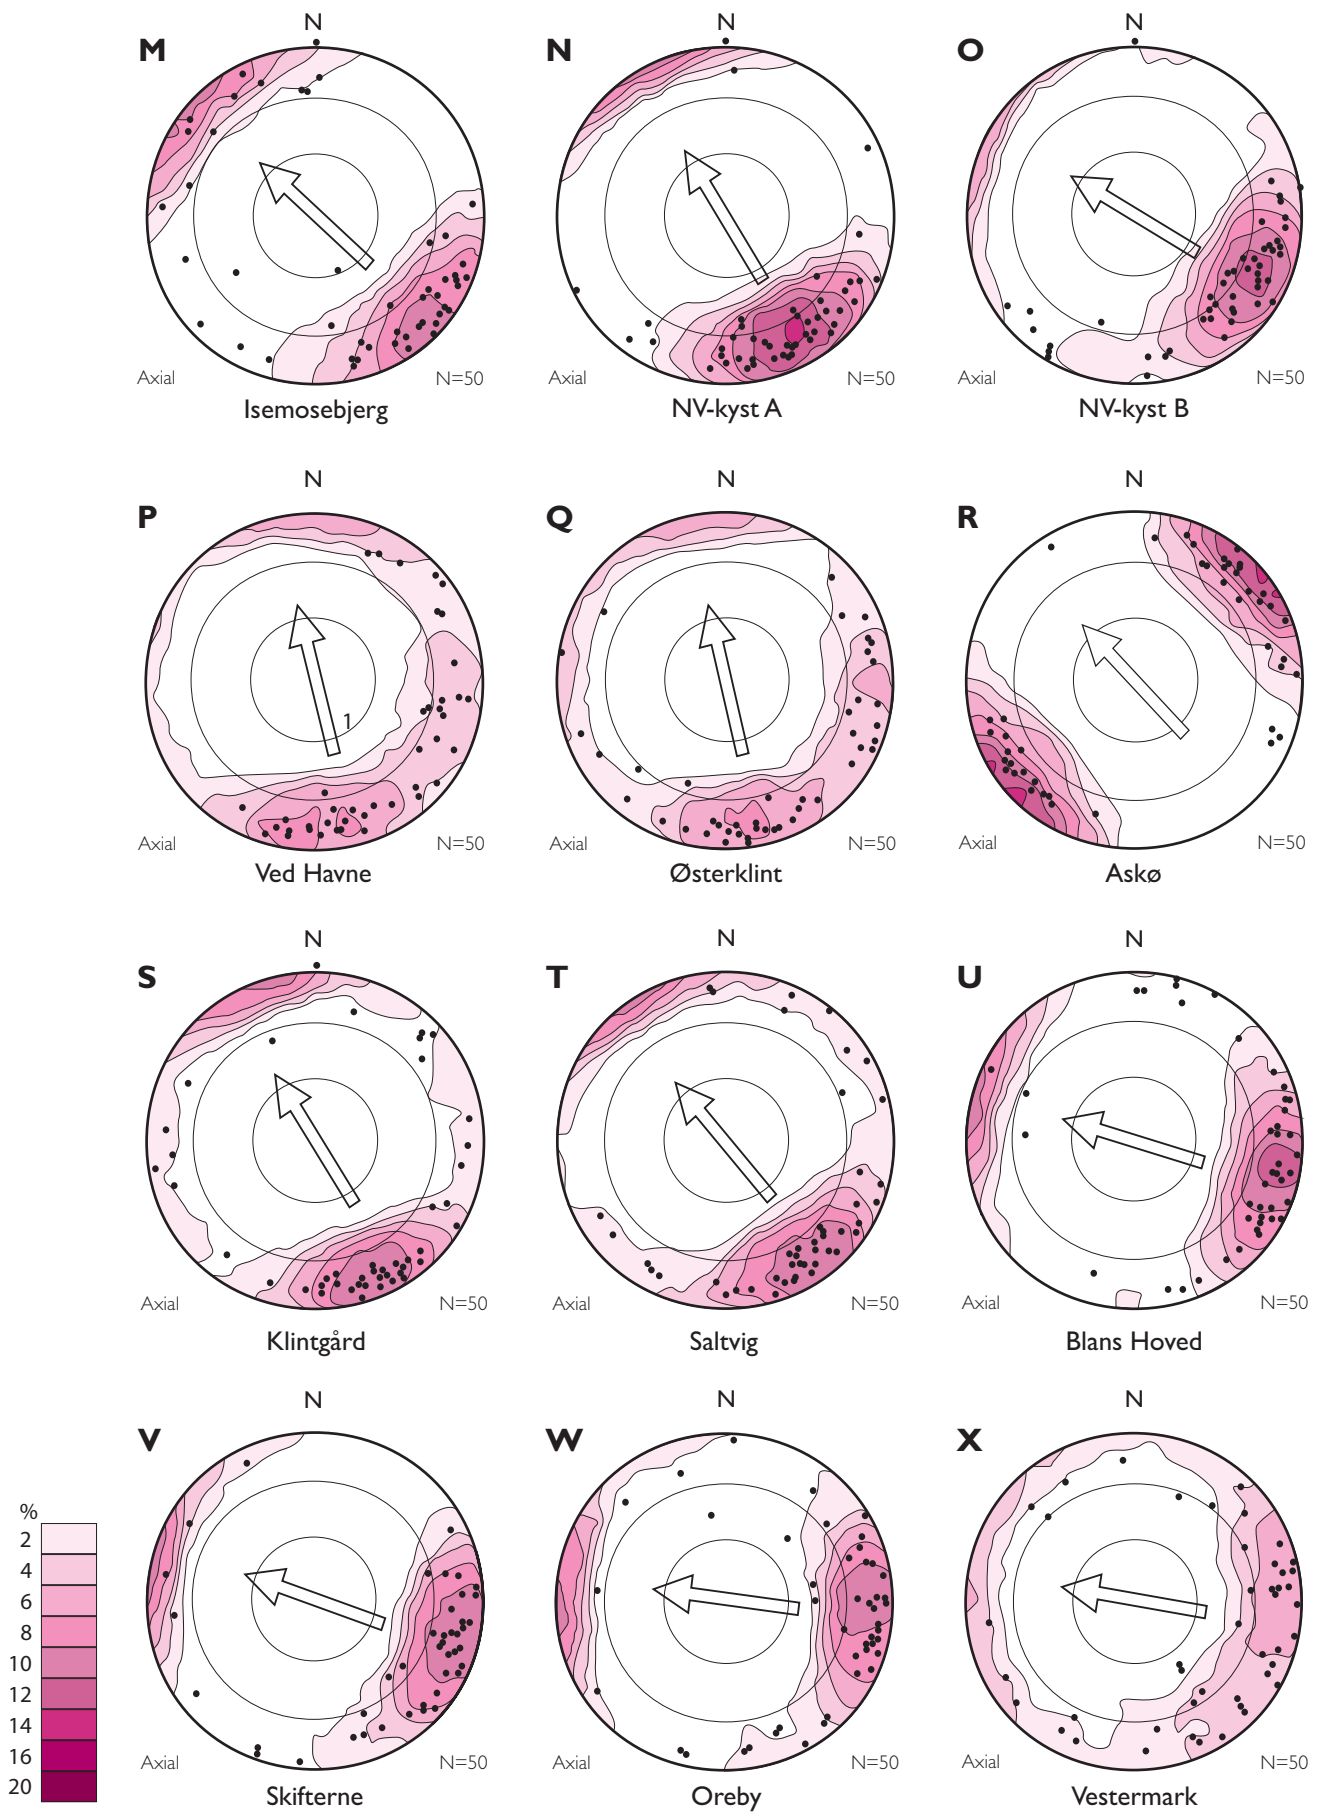 N N N
M N O
Axial N=50 Axial N=50 Axial N=50
Isemosebjerg NV-kyst A NV-kyst B
N N N
P Q R
1
Axial N=50 Axial N=50 Axial N=50
Ved Havne Østerklint Askø
N N N
S T U
Axial N=50 Axial N=50 Axial N=50
Klintgård Saltvig Blans Hoved
N N N
V W X
%
2
4
6
8
10
12
14
16
20
Axial N=50 Axial N=50 Axial N=50
Skifterne Oreby Vestermark